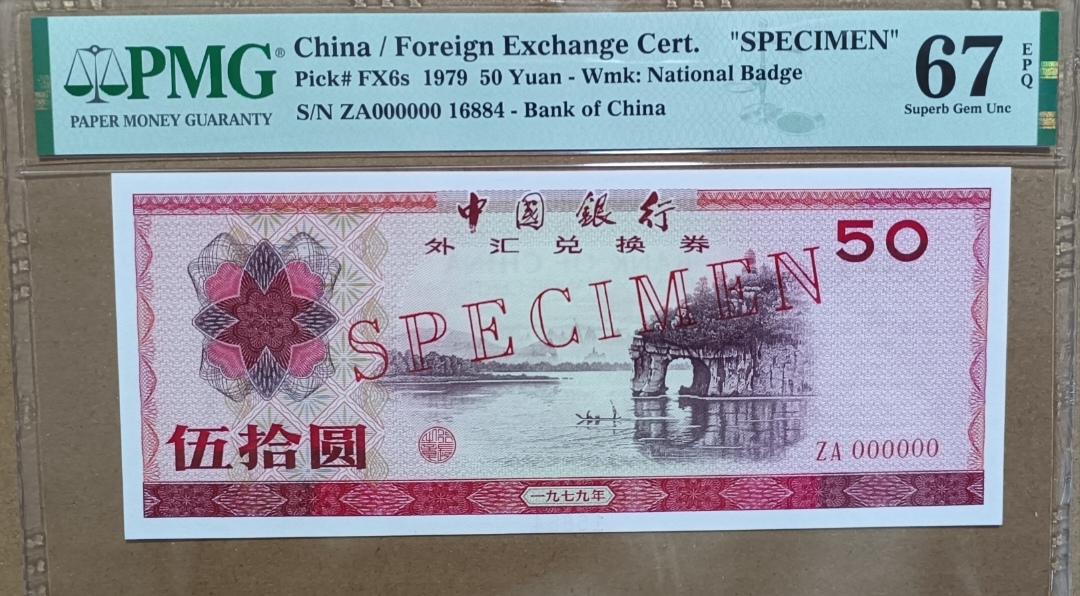 PMG®
PAPER MONEY GUARANTY
China / Foreign Exchange Cert. "SPECIMEN"
Pick# FX6s 1979 50 Yuan - Wmk: National Badge
S/N ZA000000 16884 - Bank of China
67
EPQ
Superb Gem Unc
中國銀行
外汇兑换券
50
SPECIMEN
伍拾圆
ZA 000000
一九七九年